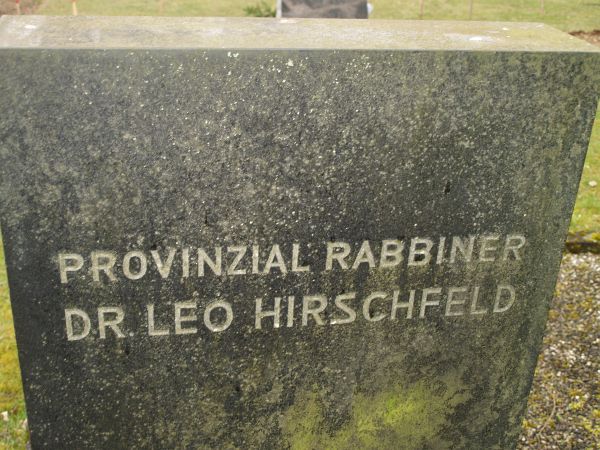 PROVINZIAL RABBINER
DR. LEO HIRSCHFELD